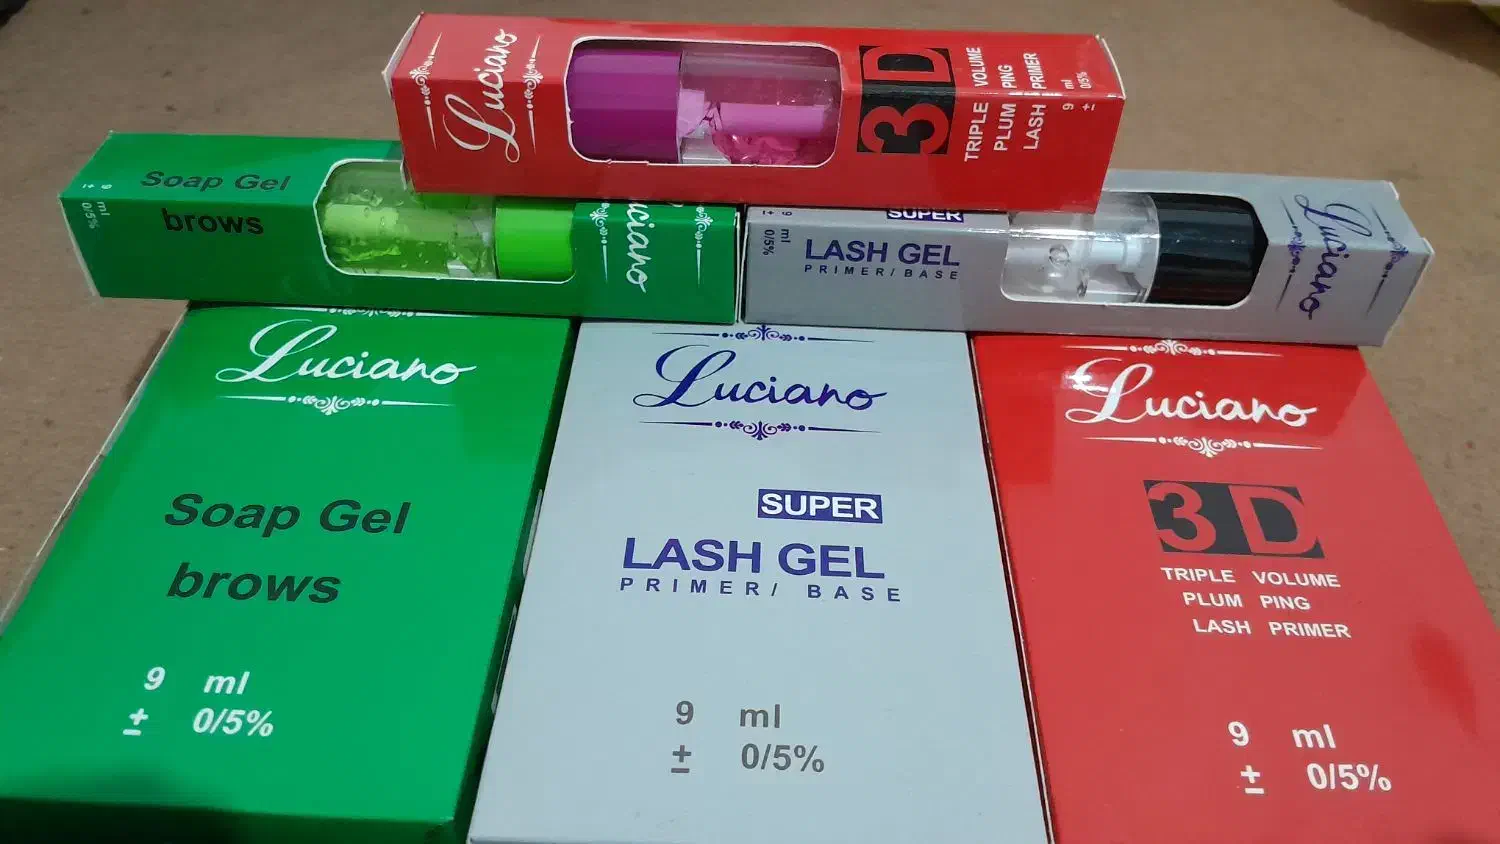 Luciano
3D
TRIPLE VOLUME
PLUM PING
LASH PRIMER
9 ml
± 0/5%
Soap Gel
brows
9 ml
± 0/5%
Luciano
SUPER
LASH GEL
PRIMER/ BASE
9 ml
± 0/5%
Luciano
Luciano
Soap Gel
brows
9 ml
± 0/5%
Luciano
SUPER
LASH GEL
PRIMER/ BASE
9 ml
± 0/5%
Luciano
3D
TRIPLE VOLUME
PLUM PING
LASH PRIMER
9 ml
± 0/5%